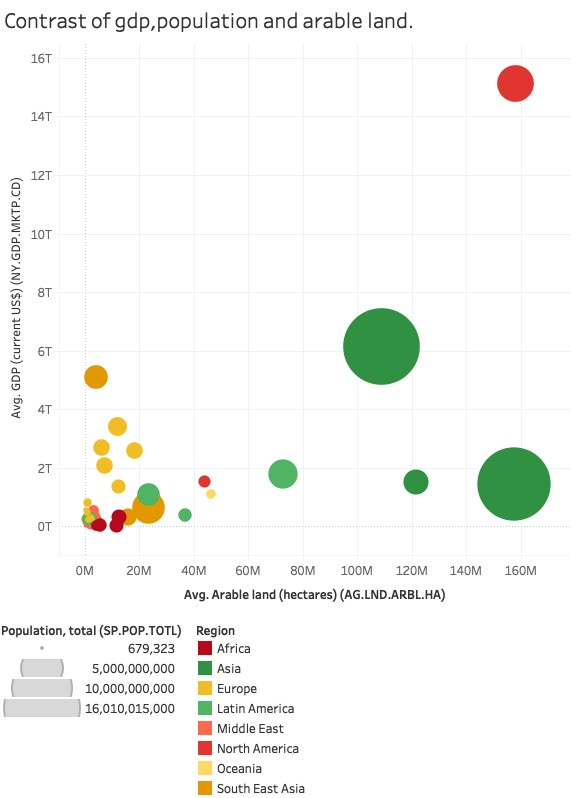 Contrast of gdp,population and arable land.
16T
14T
12T
10T
8T
6T
4T
2T
0T
Avg. GDP (current US$) (NY.GDP.MKTP.CD)
0M 20M 40M 60M 80M 100M 120M 140M 160M
Avg. Arable land (hectares) (AG.LND.ARBL.HA)
Population, total (SP.POP.TOTL)
679,323
5,000,000,000
10,000,000,000
16,010,015,000
Region
Africa
Asia
Europe
Latin America
Middle East
North America
Oceania
South East Asia